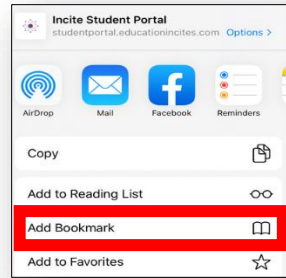 Incite Student Portal
studentportal.educationincites.com Options >
AirDrop Mail Facebook Reminders
Copy
Add to Reading List
Add Bookmark
Add to Favorites